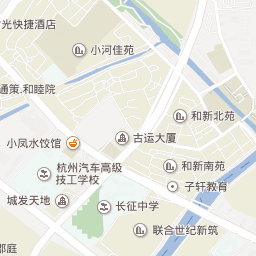 光快捷酒店
小河佳苑
通策.和睦院
和新北苑
小凤水饺馆
古运大厦
杭州汽车高级
技工学校
和新南苑
子轩教育
城发天地
长征中学
联合世纪新筑
郡庭